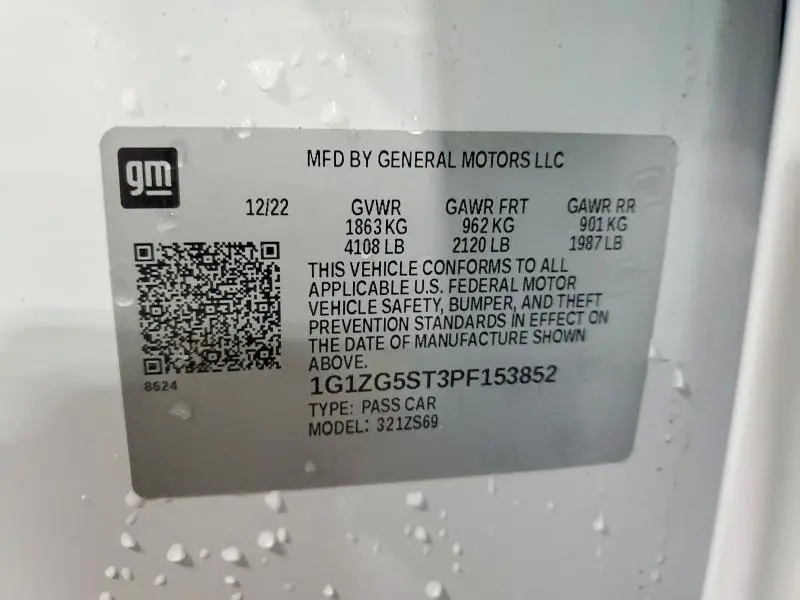 gm
MFD BY GENERAL MOTORS LLC
12/22 GVWR GAWR FRT GAWR RR
1863 KG 962 KG 901 KG
4108 LB 2120 LB 1987 LB
THIS VEHICLE CONFORMS TO ALL
APPLICABLE U.S. FEDERAL MOTOR
VEHICLE SAFETY, BUMPER, AND THEFT
PREVENTION STANDARDS IN EFFECT ON
THE DATE OF MANUFACTURE SHOWN
ABOVE.
8624
1G1ZG5ST3PF153852
TYPE: PASS CAR
MODEL: 321ZS69